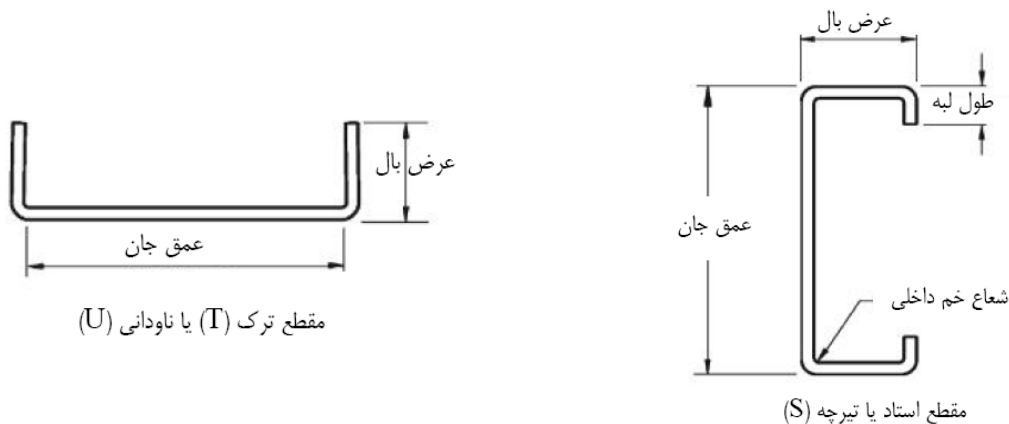 عرض بال
طول لبه
عمق جان
شعاع خم داخلی
مقطع استاد یا تیرچه (S)
عرض بال
عمق جان
مقطع ترک (T) یا ناودانی (U)